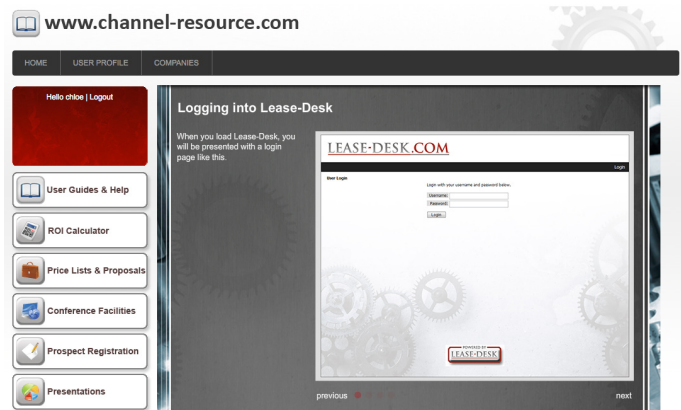 www.channel-resource.com
HOME USER PROFILE COMPANIES
Hello chloe | Logout
User Guides & Help
ROI Calculator
Price Lists & Proposals
Conference Facilities
Prospect Registration
Presentations
Logging into Lease-Desk
When you load Lease-Desk, you
will be presented with a login
page like this.
LEASE-DESK.COM
Login
User Login
Login with your username and password below.
Username:
Password:
Login
POWERED BY
LEASE-DESK
previous
next